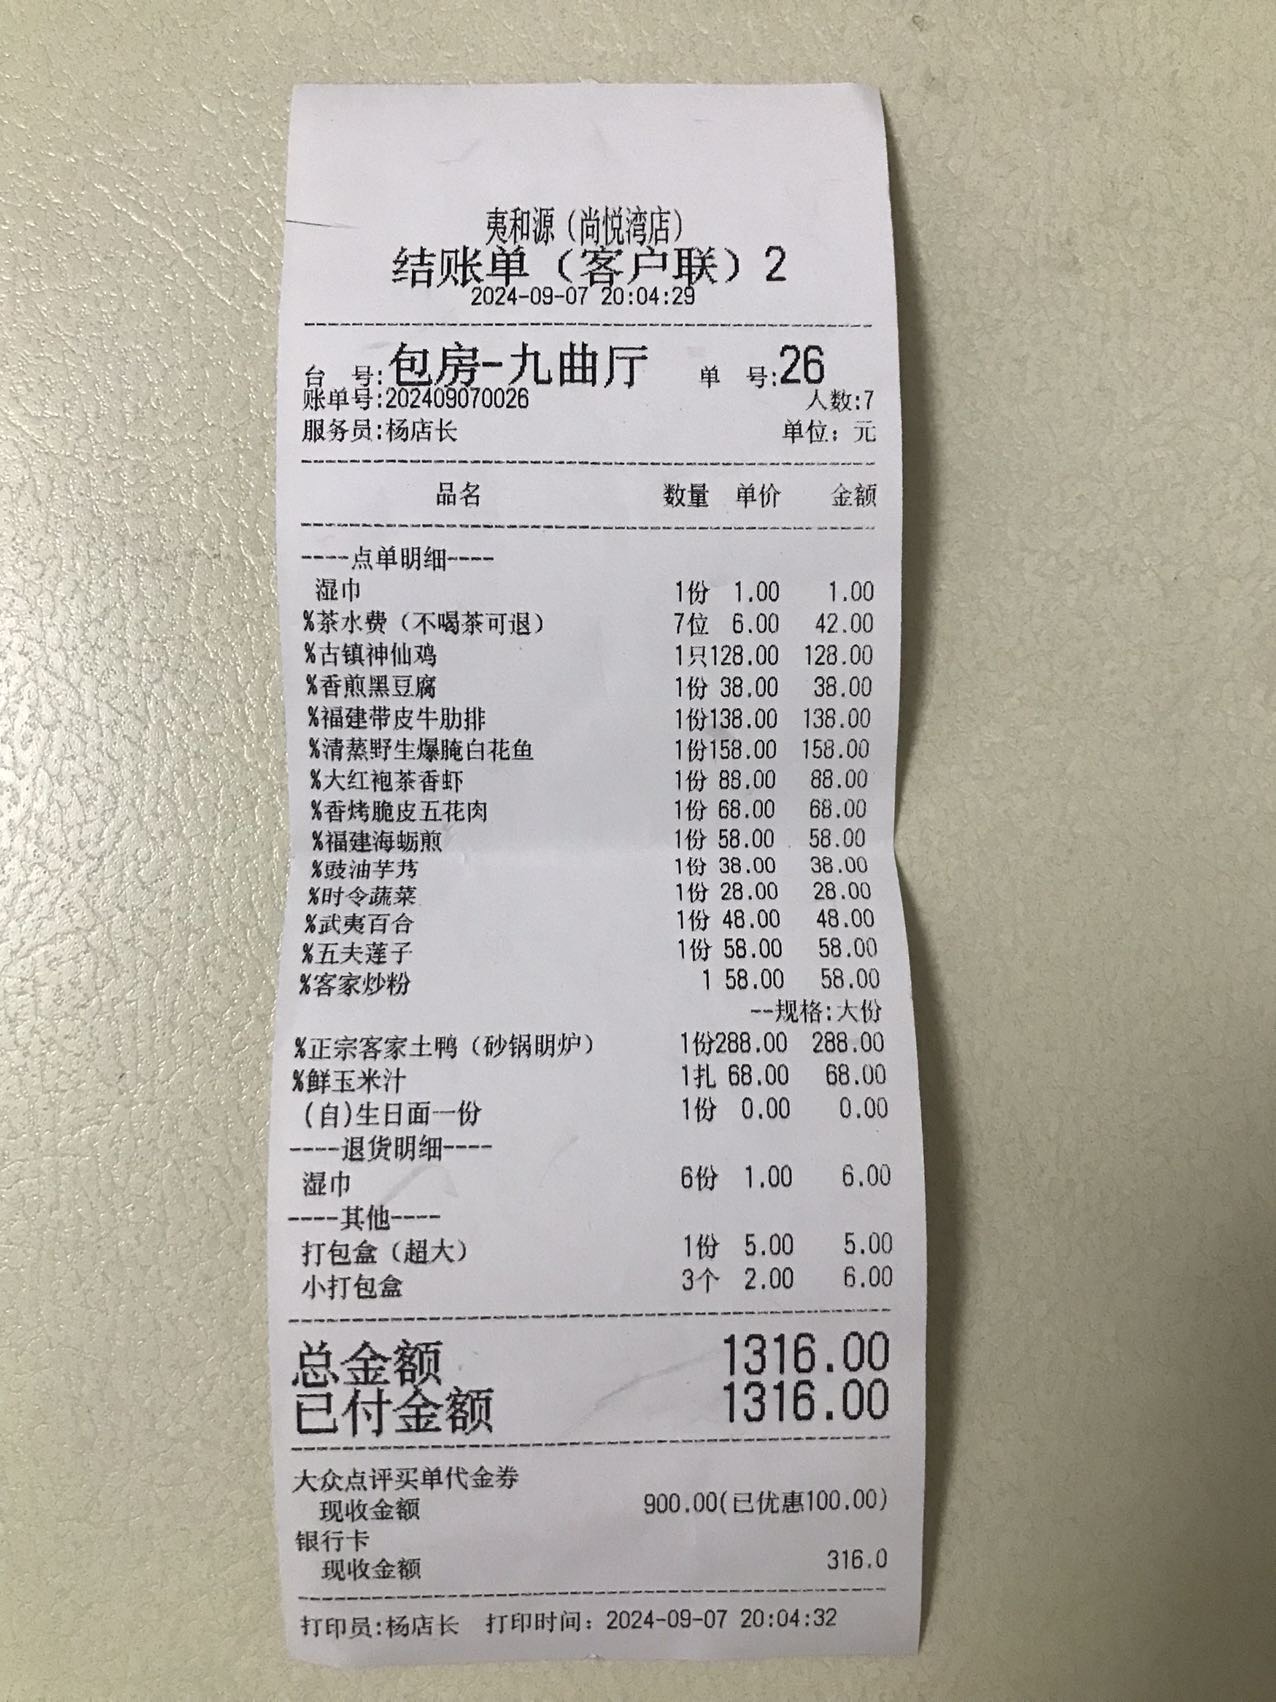 夷和源（尚悦湾店）
结账单（客户联）2
2024-09-07 20:04:29
台 号:包房-九曲厅 单 号:26
账单号:202409070026 人数:7
服务员:杨店长 单位：元
品名 数量 单价 金额
----点单明细----
湿巾 1份 1.00 1.00
%茶水费（不喝茶可退） 7位 6.00 42.00
%古镇神仙鸡 1只128.00 128.00
%香煎黑豆腐 1份 38.00 38.00
%福建带皮牛肋排 1份138.00 138.00
%清蒸野生爆腌白花鱼 1份158.00 158.00
%大红袍茶香虾 1份 88.00 88.00
%香烤脆皮五花肉 1份 68.00 68.00
%福建海蛎煎 1份 58.00 58.00
%豉油芋艿 1份 38.00 38.00
%时令蔬菜 1份 28.00 28.00
%武夷百合 1份 48.00 48.00
%五夫莲子 1份 58.00 58.00
%客家炒粉 1 58.00 58.00
--规格:大份
%正宗客家土鸭（砂锅明炉） 1份288.00 288.00
%鲜玉米汁 1扎 68.00 68.00
(自)生日面一份 1份 0.00 0.00
----退货明细----
湿巾 6份 1.00 6.00
----其他----
打包盒（超大） 1份 5.00 5.00
小打包盒 3个 2.00 6.00
总金额 1316.00
已付金额 1316.00
大众点评买单代金券
现收金额 900.00(已优惠100.00)
银行卡
现收金额 316.0
打印员:杨店长 打印时间：2024-09-07 20:04:32